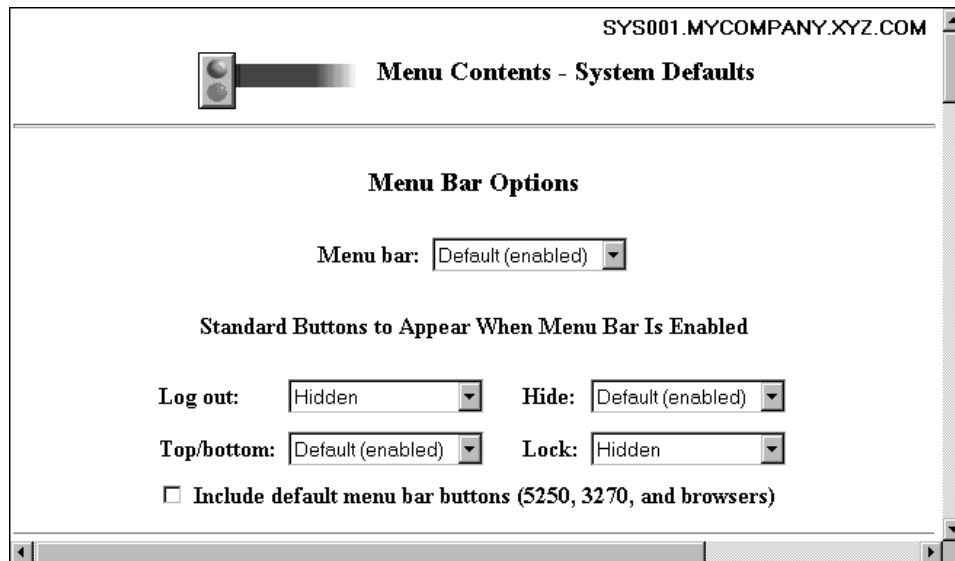 SYS001.MYCOMPANY.XYZ.COM
Menu Contents - System Defaults
Menu Bar Options
Menu bar: Default (enabled)
Standard Buttons to Appear When Menu Bar Is Enabled
Log out: Hidden Hide: Default (enabled)
Top/bottom: Default (enabled) Lock: Hidden
Include default menu bar buttons (5250, 3270, and browsers)